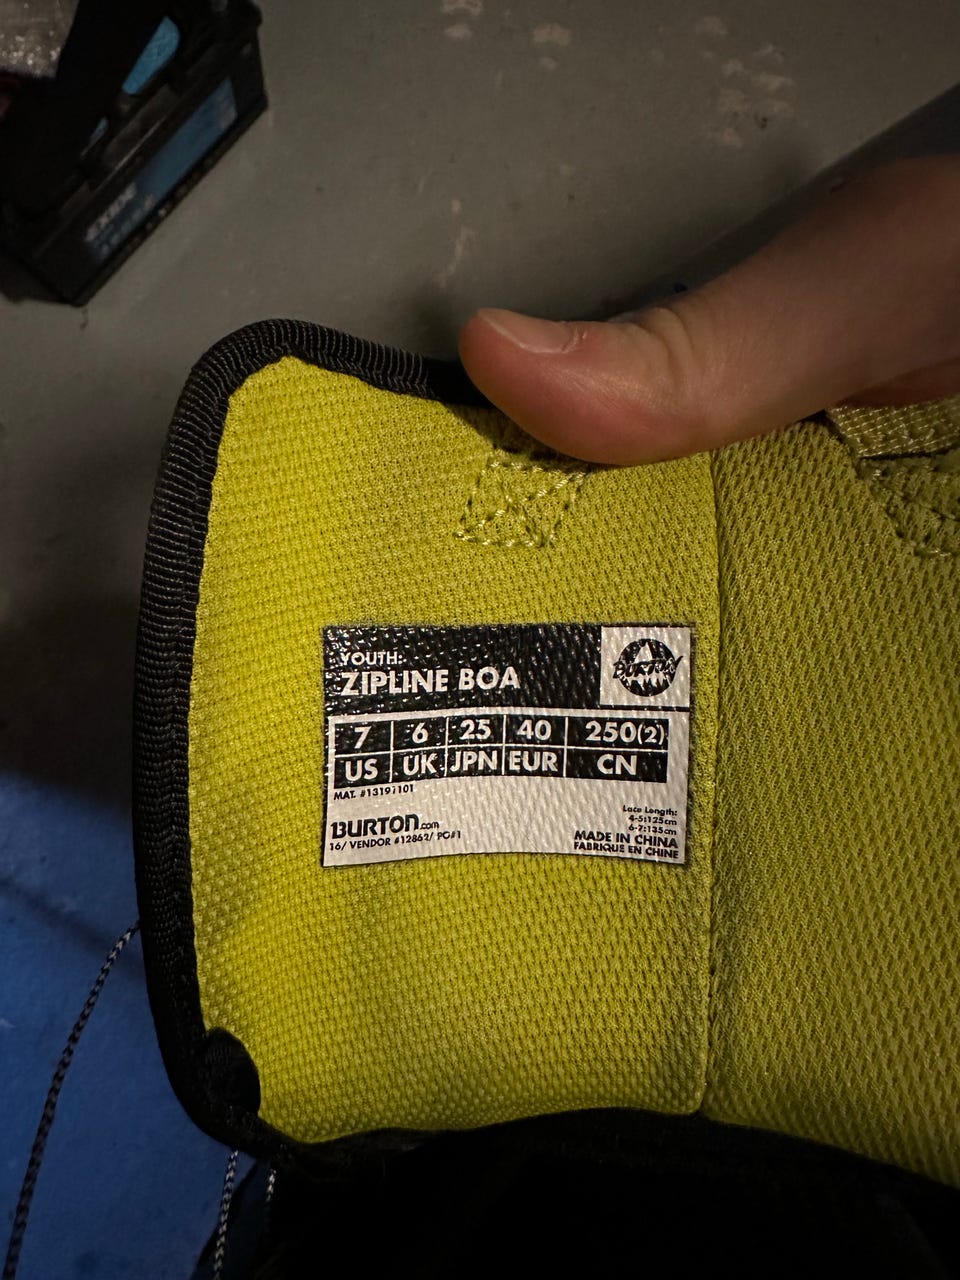 YOUTH:
ZIPLINE BOA
BURTON
7 6 25 40 250(2)
US UK JPN EUR CN
MAT. #13191101
BURTON.com
16/ VENDOR #12862/ PO#1
Lace Length:
4-5:125cm
6-7:135cm
MADE IN CHINA
FABRIQUE EN CHINE